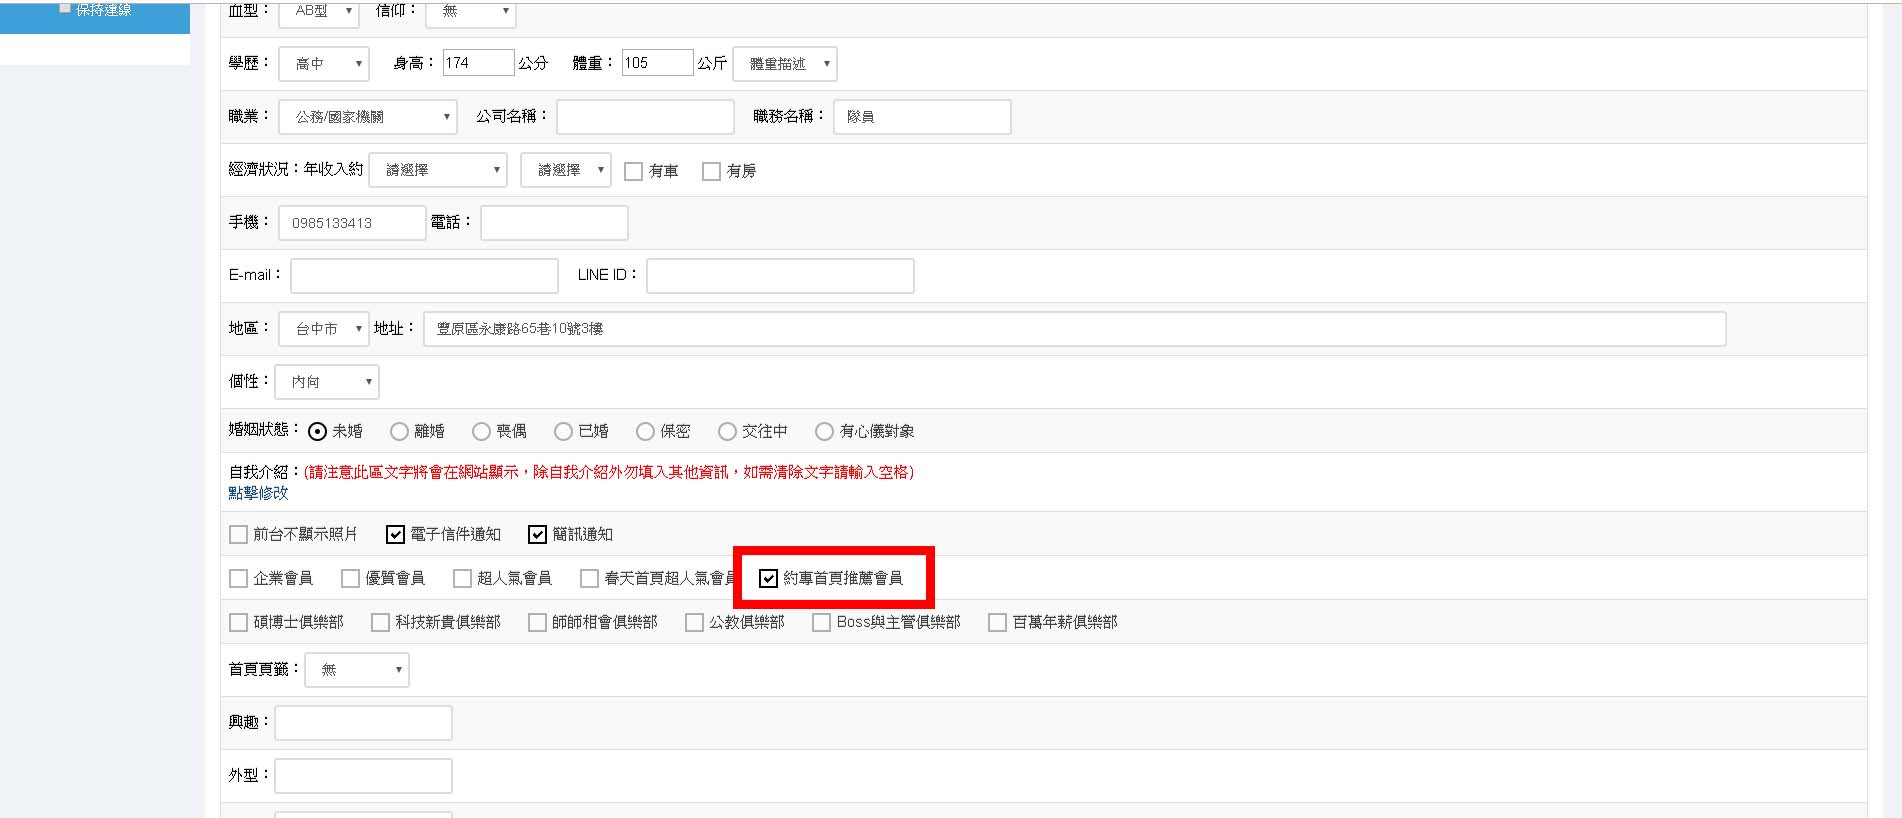 保持連線
血型： AB型 信仰： 無
學歷： 高中 身高： 174 公分 體重： 105 公斤 體重描述
職業： 公務/國家機關 公司名稱： 職務名稱： 隊員
經濟狀況：年收入約 請選擇 請選擇 有車 有房
手機： 0985133413 電話：
E-mail： LINE ID：
地區： 台中市 地址： 豐原區永康路65巷10號3樓
個性： 內向
婚姻狀態： 未婚 離婚 喪偶 已婚 保密 交往中 有心儀對象
自我介紹：(請注意此區文字將會在網站顯示，除自我介紹外勿填入其他資訊，如需清除文字請輸入空格)
點擊修改
前台不顯示照片 電子信件通知 簡訊通知
企業會員 優質會員 超人氣會員 春天首頁超人氣會員 約專首頁推薦會員
碩博士俱樂部 科技新貴俱樂部 師師相會俱樂部 公教俱樂部 Boss與主管俱樂部 百萬年薪俱樂部
首頁頁籤： 無
興趣：
外型：